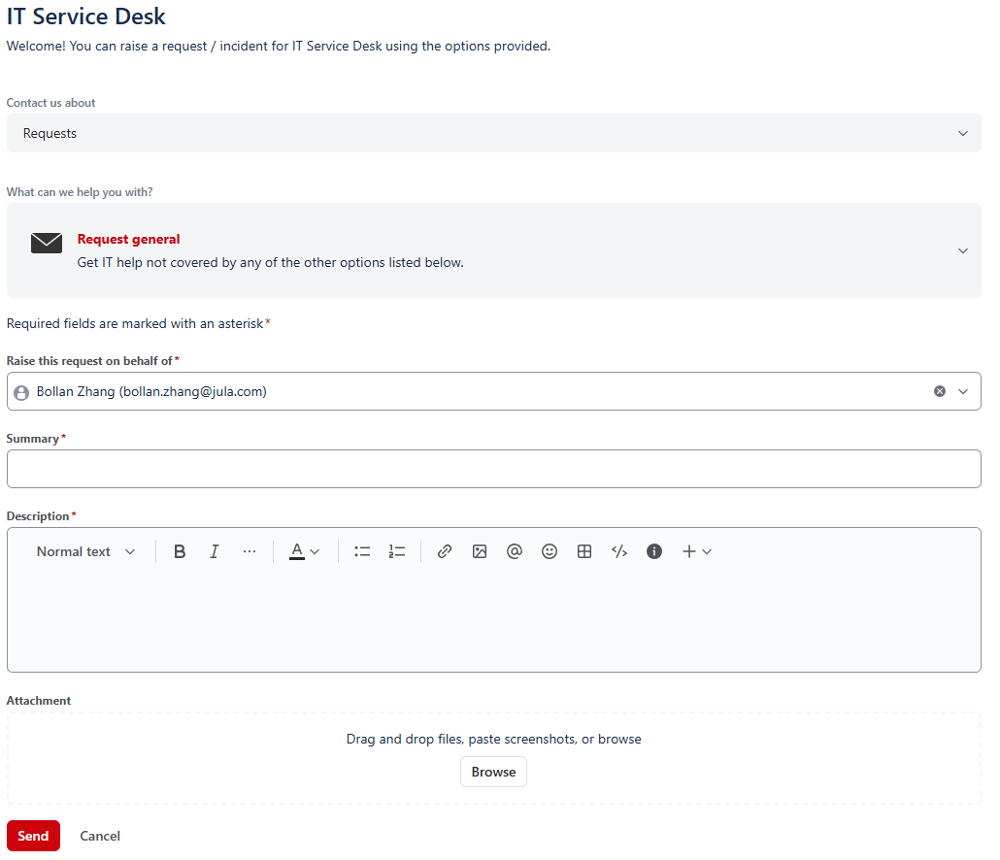 IT Service Desk
Welcome! You can raise a request / incident for IT Service Desk using the options provided.
Contact us about
Requests
What can we help you with?
Request general
Get IT help not covered by any of the other options listed below.
Required fields are marked with an asterisk*
Raise this request on behalf of*
Bollan Zhang (bollan.zhang@jula.com)
Summary*
Description*
Normal text B I ... A
Attachment
Drag and drop files, paste screenshots, or browse
Browse
Send Cancel